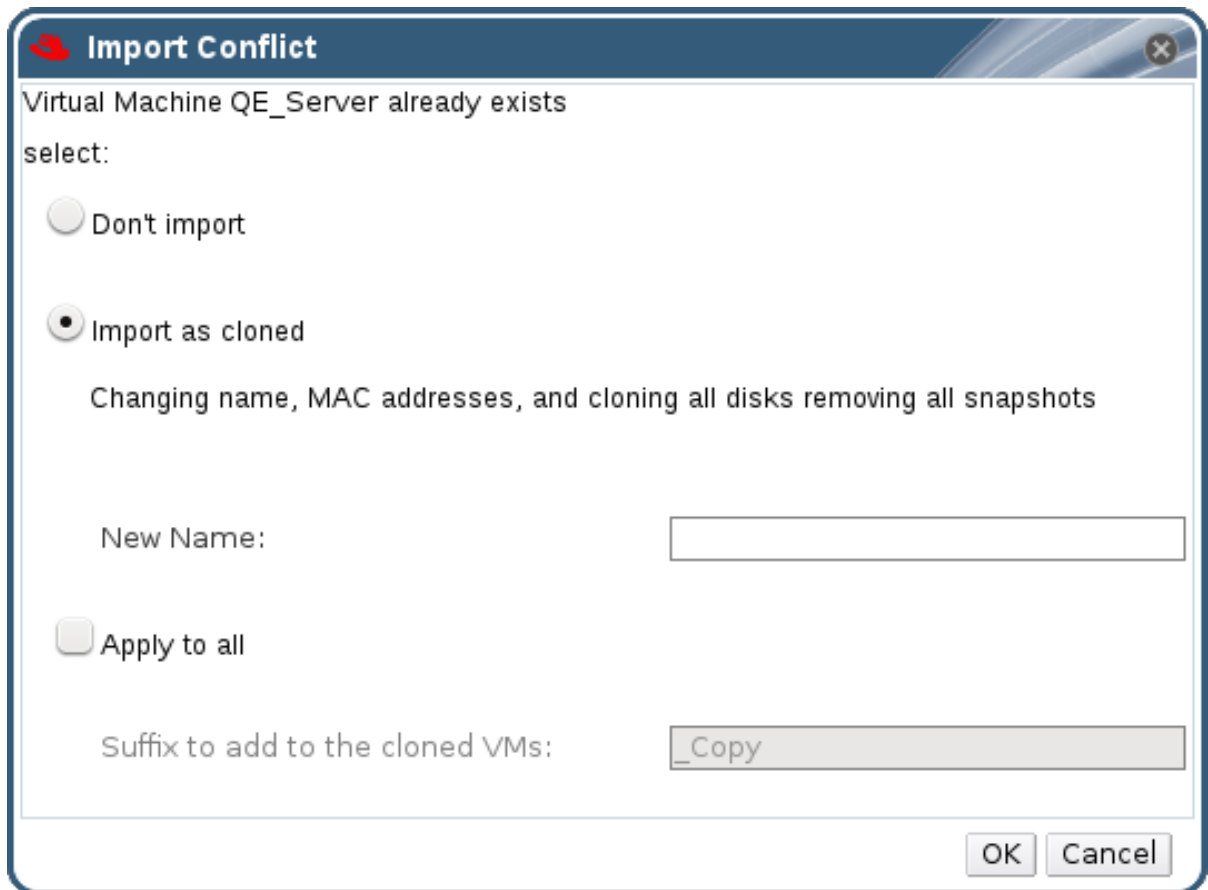 Import Conflict
Virtual Machine QE_Server already exists
select:
Don't import
Import as cloned
Changing name, MAC addresses, and cloning all disks removing all snapshots
New Name:
Apply to all
Suffix to add to the cloned VMs: _Copy
OK Cancel